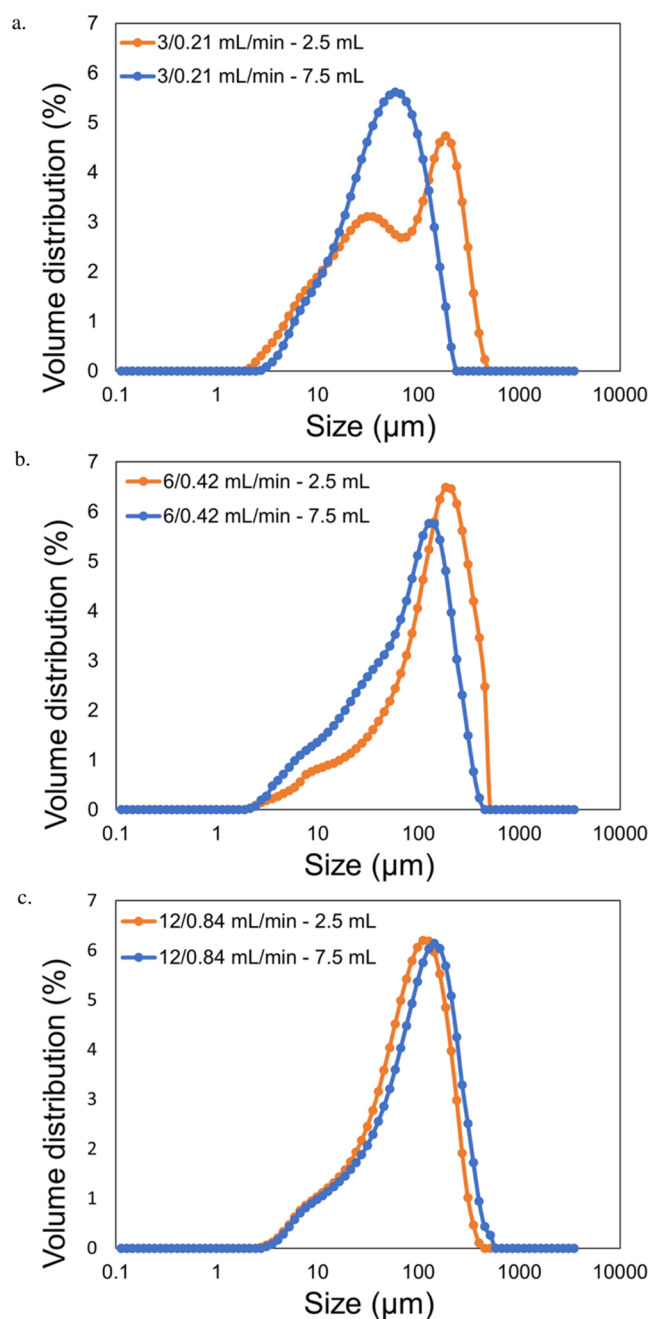 a.
7
6
5
4
3
2
1
0
Volume distribution (%)
3/0.21 mL/min - 2.5 mL
3/0.21 mL/min - 7.5 mL
0.1 1 10 100 1000 10000
Size (µm)
b.
7
6
5
4
3
2
1
0
Volume distribution (%)
6/0.42 mL/min - 2.5 mL
6/0.42 mL/min - 7.5 mL
0.1 1 10 100 1000 10000
Size (µm)
c.
7
6
5
4
3
2
1
0
Volume distribution (%)
12/0.84 mL/min - 2.5 mL
12/0.84 mL/min - 7.5 mL
0.1 1 10 100 1000 10000
Size (µm)